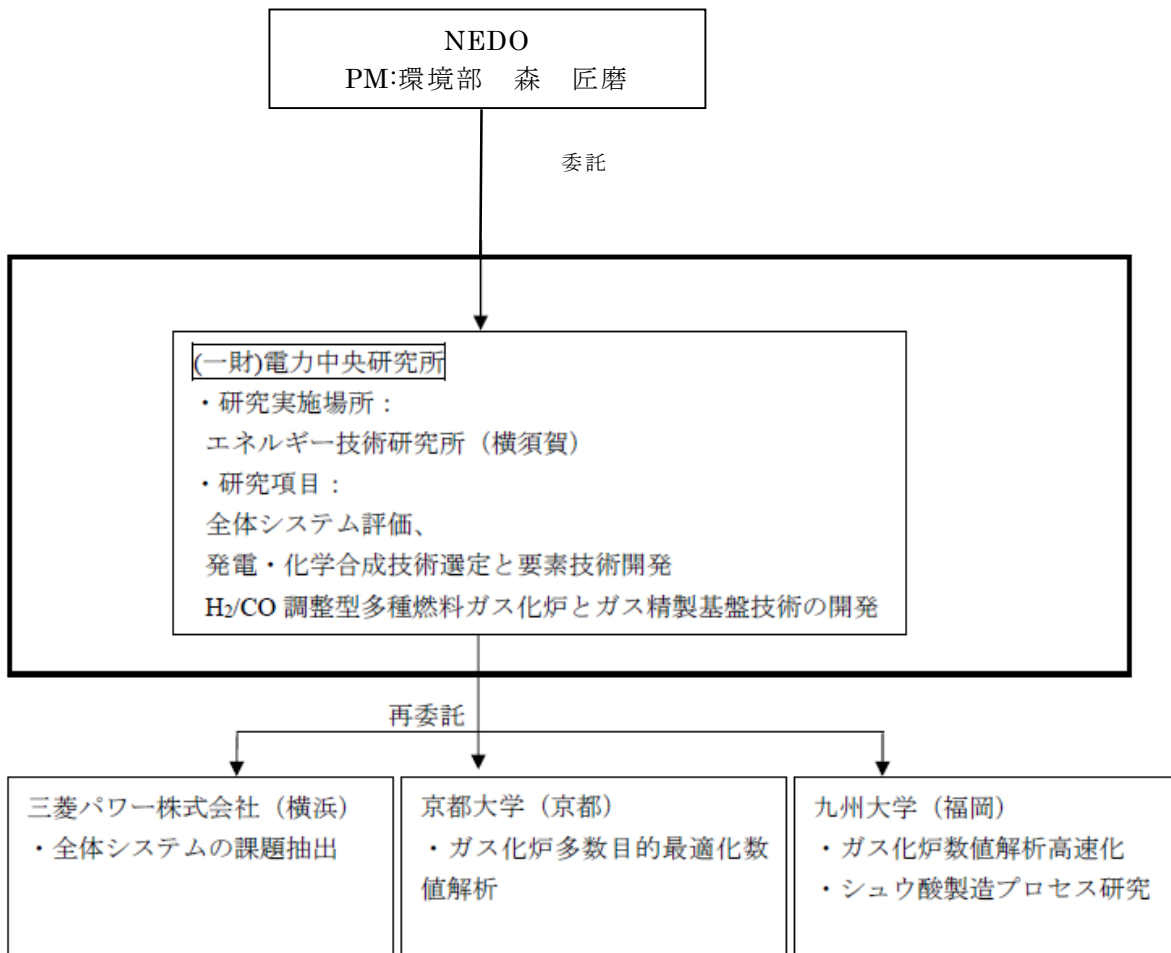 NEDO
PM:環境部　森　匠磨
委託
(一財)電力中央研究所
・研究実施場所：
エネルギー技術研究所（横須賀）
・研究項目：
全体システム評価、
発電・化学合成技術選定と要素技術開発
H2/CO 調整型多種燃料ガス化炉とガス精製基盤技術の開発
再委託
三菱パワー株式会社（横浜）
・全体システムの課題抽出
京都大学（京都）
・ガス化炉多数目的最適化数
値解析
九州大学（福岡）
・ガス化炉数値解析高速化
・シュウ酸製造プロセス研究